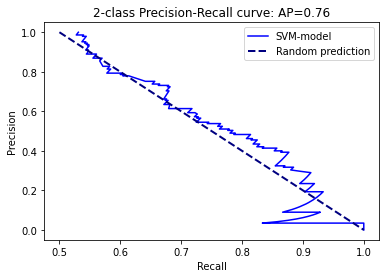 2-class Precision-Recall curve: AP=0.76
SVM-model
Random prediction
1.0
0.8
0.6
0.4
0.2
0.0
Precision
0.5 0.6 0.7 0.8 0.9 1.0
Recall